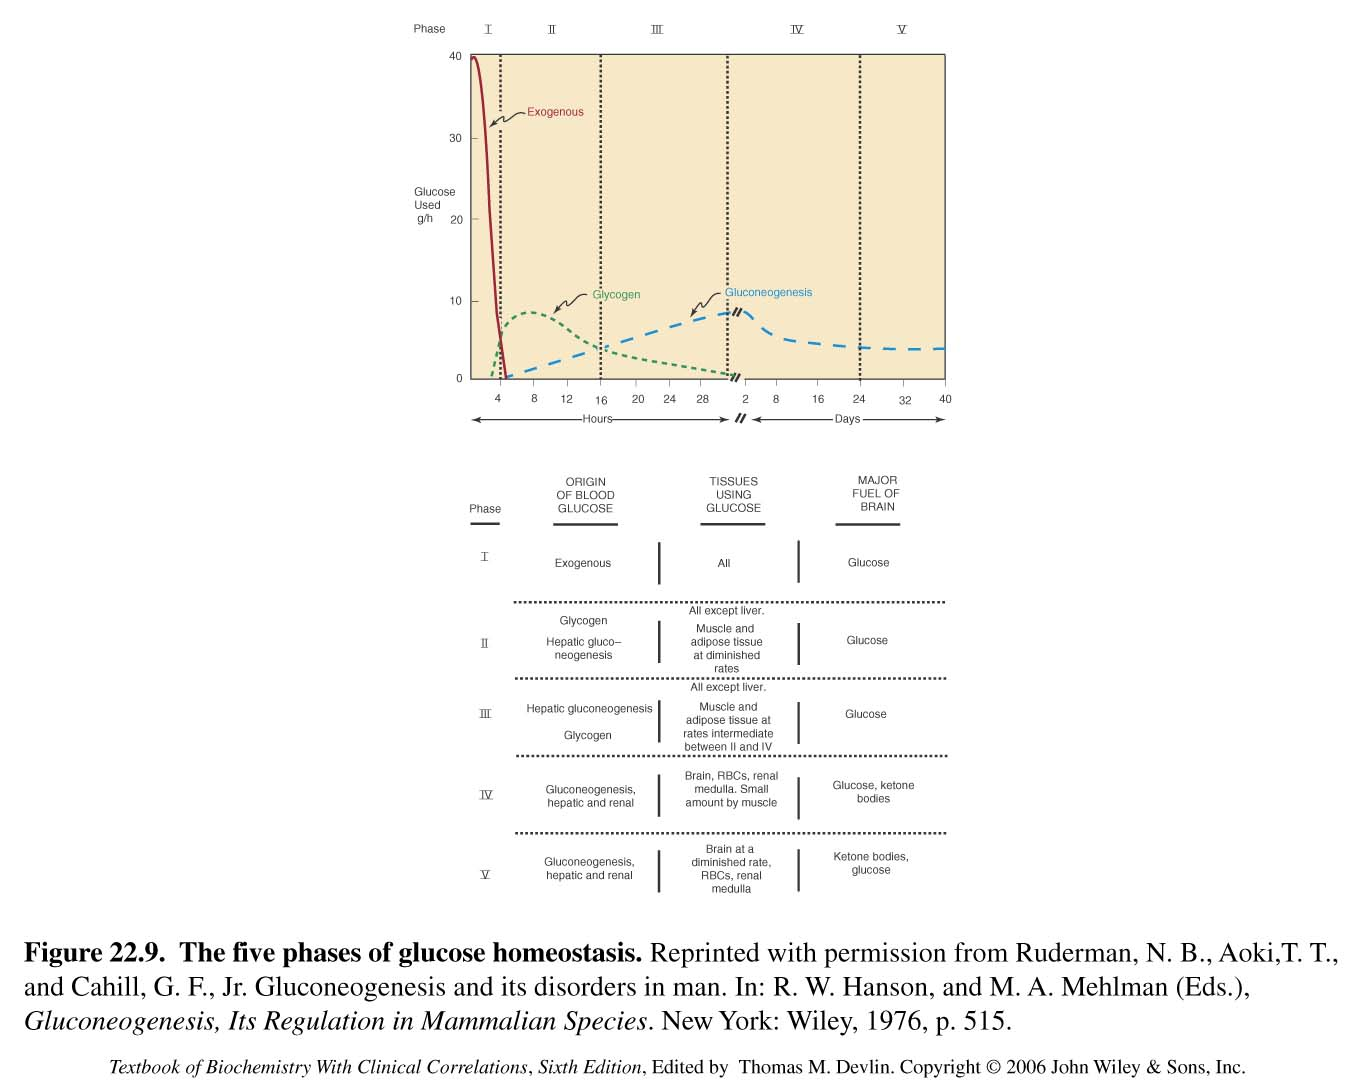 Phase I II III IV V
40
Exogenous
30
Glucose
Used
g/h
20
10
Glycogen
Gluconeogenesis
0
4 8 12 16 20 24 28 2 8 16 24 32 40
Hours Days
Phase
ORIGIN
OF BLOOD
GLUCOSE
TISSUES
USING
GLUCOSE
MAJOR
FUEL OF
BRAIN
I
Exogenous
All
Glucose
II
Glycogen
Hepatic gluco–
neogenesis
All except liver.
Muscle and
adipose tissue
at diminished
rates
Glucose
III
Hepatic gluconeogenesis
Glycogen
All except liver.
Muscle and
adipose tissue at
rates intermediate
between II and IV
Glucose
IV
Gluconeogenesis,
hepatic and renal
Brain, RBCs, renal
medulla. Small
amount by muscle
Glucose, ketone
bodies
V
Gluconeogenesis,
hepatic and renal
Brain at a
diminished rate,
RBCs, renal
medulla
Ketone bodies,
glucose
Figure 22.9. The five phases of glucose homeostasis. Reprinted with permission from Ruderman, N. B., Aoki,T. T.,
and Cahill, G. F., Jr. Gluconeogenesis and its disorders in man. In: R. W. Hanson, and M. A. Mehlman (Eds.),
Gluconeogenesis, Its Regulation in Mammalian Species. New York: Wiley, 1976, p. 515.
Textbook of Biochemistry With Clinical Correlations, Sixth Edition, Edited by Thomas M. Devlin. Copyright © 2006 John Wiley & Sons, Inc.